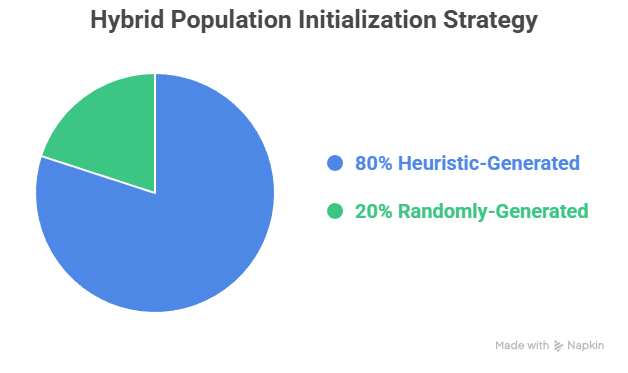 Hybrid Population Initialization Strategy
80% Heuristic-Generated
20% Randomly-Generated
Made with Napkin